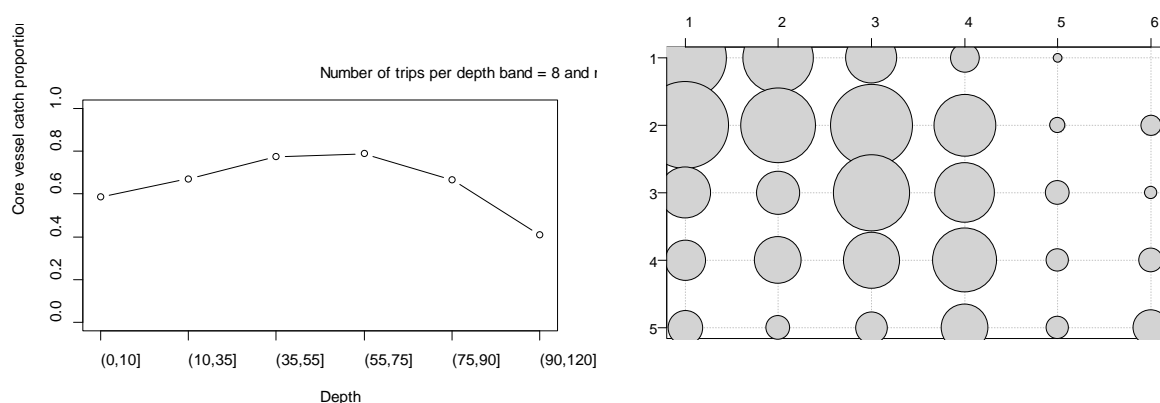 Number of trips per depth band = 8 and
Core vessel catch proportio
1.0
0.8
0.6
0.4
0.2
0.0
(0,10] (10,35] (35,55] (55,75] (75,90] (90,120]
Depth
1 2 3 4 5 6
1
2
3
4
5